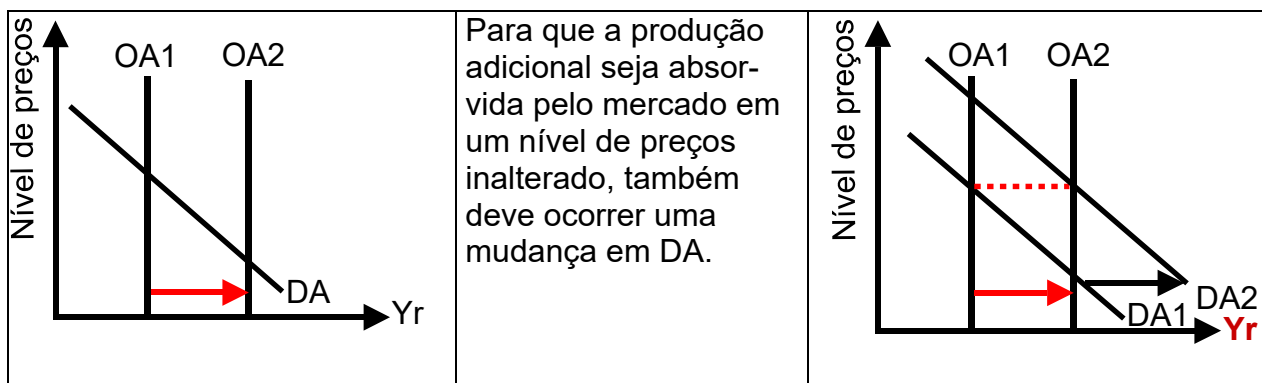 Nível de preços
OA1
OA2
DA
Yr
Para que a produção
adicional seja absor-
vida pelo mercado em
um nível de preços
inalterado, também
deve ocorrer uma
mudança em DA.
Nível de preços
OA1
OA2
DA2
DA1
Yr